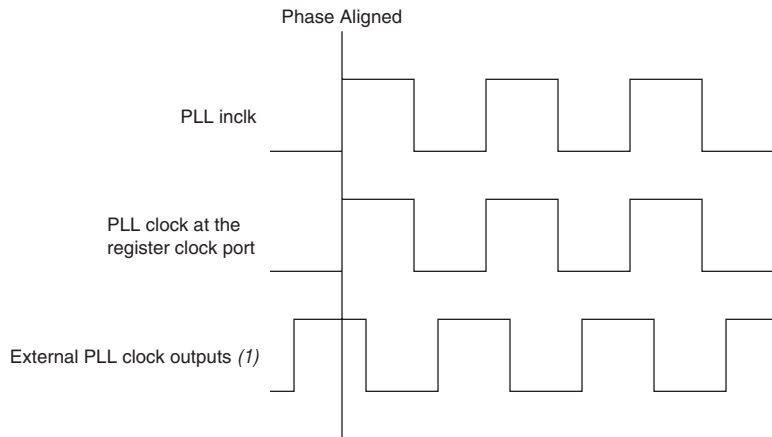 Phase Aligned
PLL inclk
PLL clock at the
register clock port
External PLL clock outputs (1)